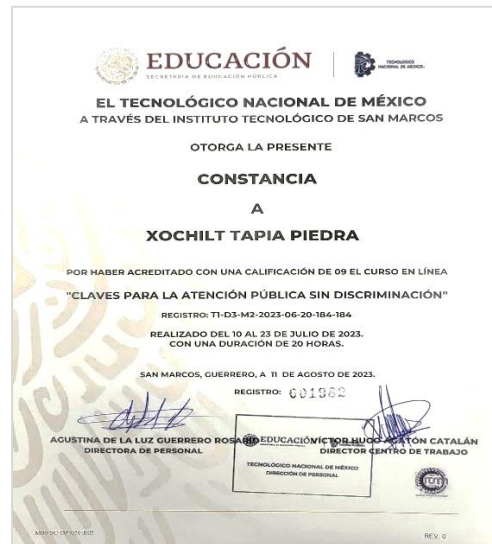 EDUCACIÓN
SECRETARÍA DE EDUCACIÓN PÚBLICA
TECNOLÓGICO
NACIONAL DE MÉXICO
EL TECNOLÓGICO NACIONAL DE MÉXICO
A TRAVÉS DEL INSTITUTO TECNOLÓGICO DE SAN MARCOS
OTORGA LA PRESENTE
CONSTANCIA
A
XOCHILT TAPIA PIEDRA
POR HABER ACREDITADO CON UNA CALIFICACIÓN DE 09 EL CURSO EN LÍNEA
"CLAVES PARA LA ATENCIÓN PÚBLICA SIN DISCRIMINACIÓN"
REGISTRO: T1-D3-M2-2023-06-20-184-184
REALIZADO DEL 10 AL 23 DE JULIO DE 2023.
CON UNA DURACIÓN DE 20 HORAS.
SAN MARCOS, GUERRERO, A 11 DE AGOSTO DE 2023.
REGISTRO: 001982
AGUSTINA DE LA LUZ GUERRERO ROSARIO
DIRECTORA DE PERSONAL
EDUCACIÓN
VÍCTOR HUGO AGATÓN CATALÁN
DIRECTOR CENTRO DE TRABAJO
TECNOLÓGICO NACIONAL DE MÉXICO
DIRECCIÓN DE PERSONAL
REV. 0